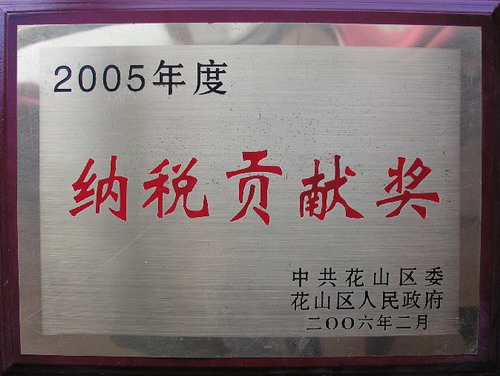 2005年度
纳税贡献奖
中共花山区委
花山区人民政府
二〇〇六年二月